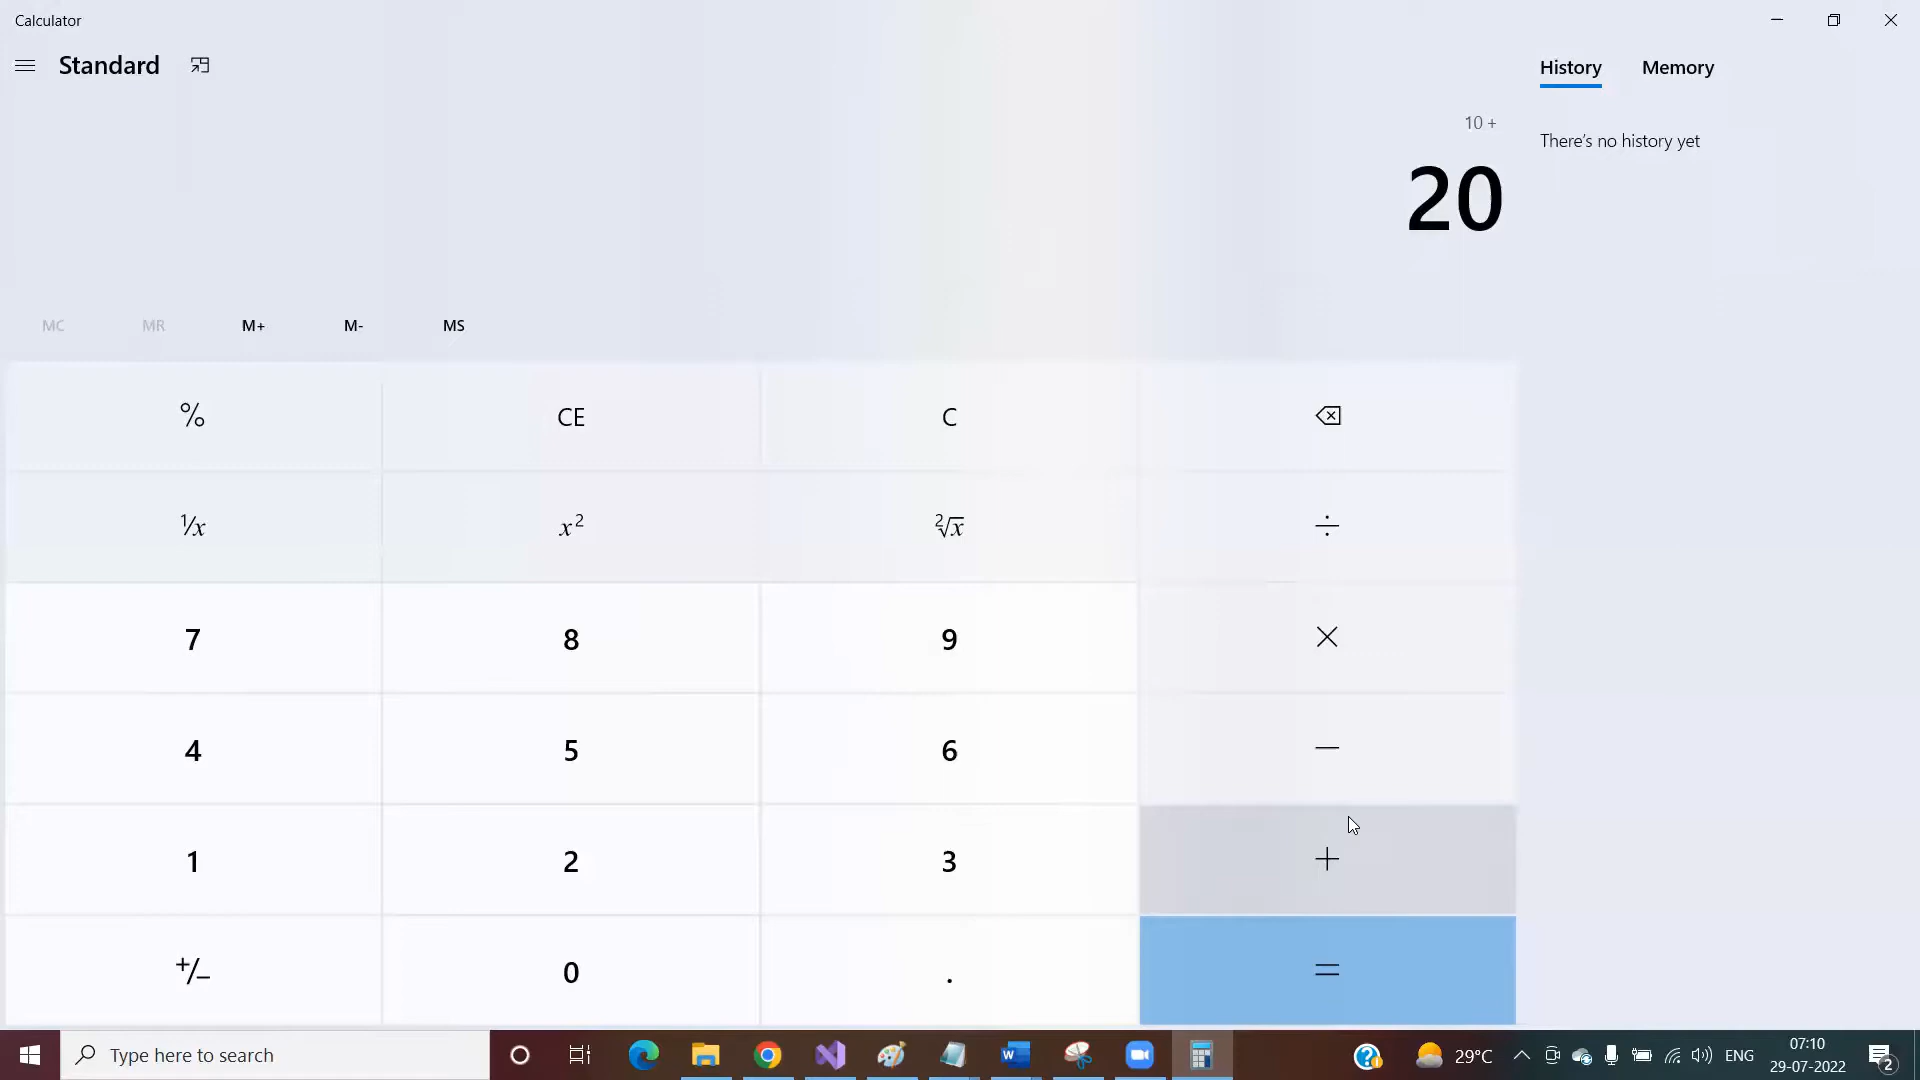 Calculator
Standard
History Memory
10 +
There's no history yet
20
MC MR M+ M- MS
% CE C
¹/x x² ²√x ÷
7 8 9 ×
4 5 6 −
1 2 3 +
+/− 0 . =
Type here to search
29°C
ENG
07:10
29-07-2022
2